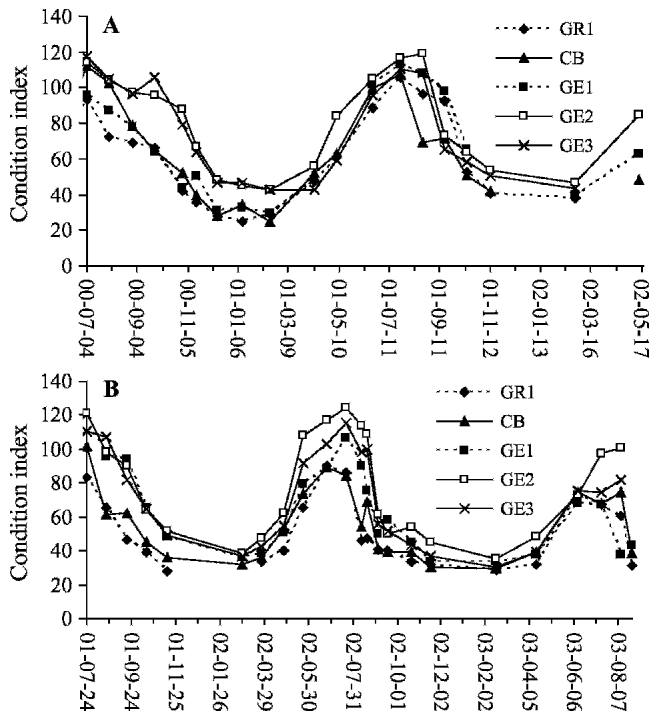 A
Condition index
140
120
100
80
60
40
20
0
GR1
CB
GE1
GE2
GE3
00-07-04
00-09-04
00-11-05
01-01-06
01-03-09
01-05-10
01-07-11
01-09-11
01-11-12
02-01-13
02-03-16
02-05-17
B
Condition index
140
120
100
80
60
40
20
0
GR1
CB
GE1
GE2
GE3
01-07-24
01-09-24
01-11-25
02-01-26
02-03-29
02-05-30
02-07-31
02-10-01
02-12-02
03-02-02
03-04-05
03-06-06
03-08-07